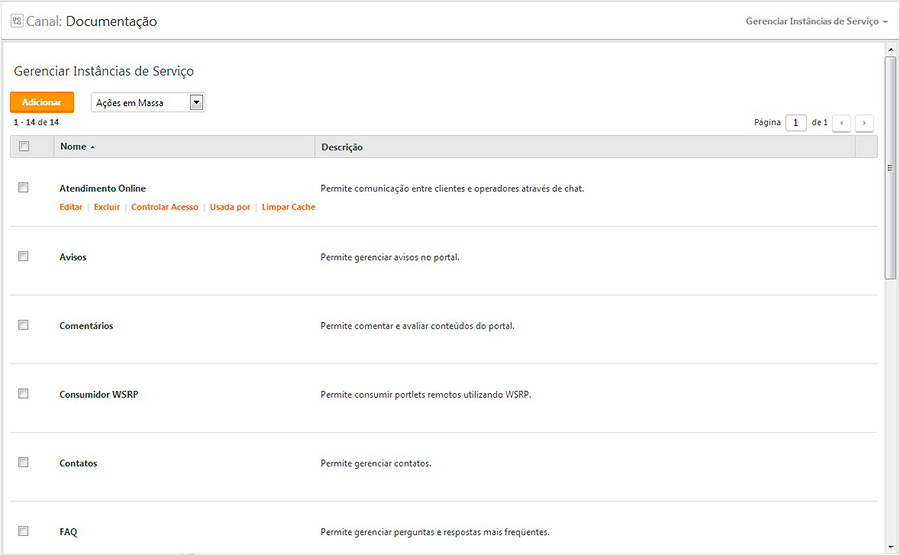 Canal: Documentação
Gerenciar Instâncias de Serviço
Gerenciar Instâncias de Serviço
Adicionar
Ações em Massa
1 - 14 de 14
Página 1 de 1
Nome
Descrição
Atendimento Online
Permite comunicação entre clientes e operadores através de chat.
Editar | Excluir | Controlar Acesso | Usada por | Limpar Cache
Avisos
Permite gerenciar avisos no portal.
Comentários
Permite comentar e avaliar conteúdos do portal.
Consumidor WSRP
Permite consumir portlets remotos utilizando WSRP.
Contatos
Permite gerenciar contatos.
FAQ
Permite gerenciar perguntas e respostas mais freqüentes.